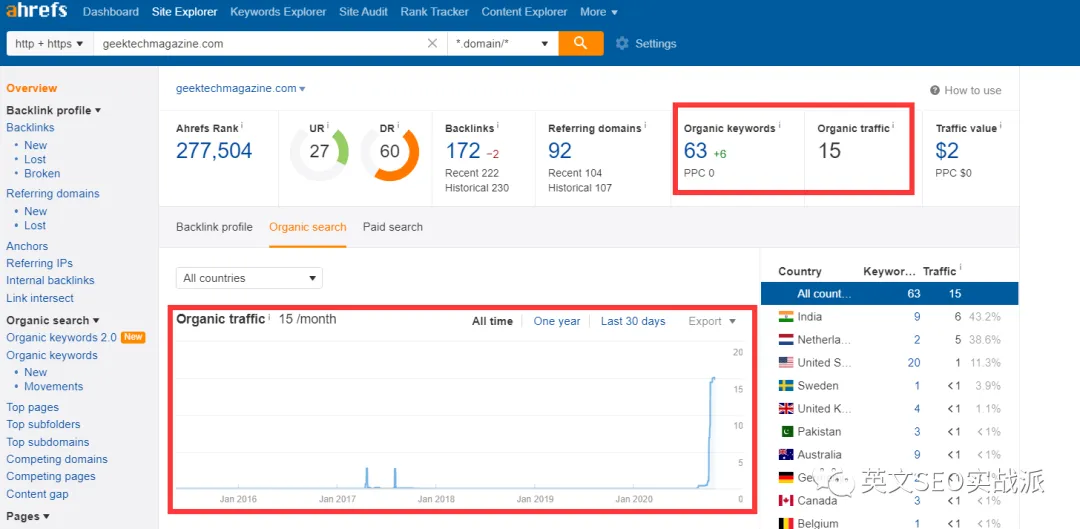 ahrefs Dashboard Site Explorer Keywords Explorer Site Audit Rank Tracker Content Explorer More
http + https geektechmagazine.com *.domain/* Settings
Overview
Backlink profile
Backlinks
New
Lost
Broken
Referring domains
New
Lost
Anchors
Referring IPs
Internal backlinks
Link intersect
Organic search
Organic keywords 2.0 New
Organic keywords
New
Movements
Top pages
Top subfolders
Top subdomains
Competing domains
Competing pages
Content gap
Pages
geektechmagazine.com
How to use
Ahrefs Rank
277,504
UR
27
DR
60
Backlinks
172 −2
Recent 222
Historical 230
Referring domains
92
Recent 104
Historical 107
Organic keywords
63 +6
PPC 0
Organic traffic
15
Traffic value
$2
PPC $0
Backlink profile Organic search Paid search
All countries
Organic traffic 15 /month
All time One year Last 30 days Export
20
15
10
5
0
Jan 2016 Jan 2017 Jan 2018 Jan 2019 Jan 2020
Country Keywor... Traffic
All count... 63 15
India 9 6 43.2%
Netherla... 2 5 38.6%
United S... 20 1 11.3%
Sweden 1 <1 3.9%
United K... 4 <1 1.1%
Pakistan 3 <1 <1%
Australia 9 <1 <1%
Canada 3 <1 <1%
Belgium 1 <1 <1%
英文SEO实战派